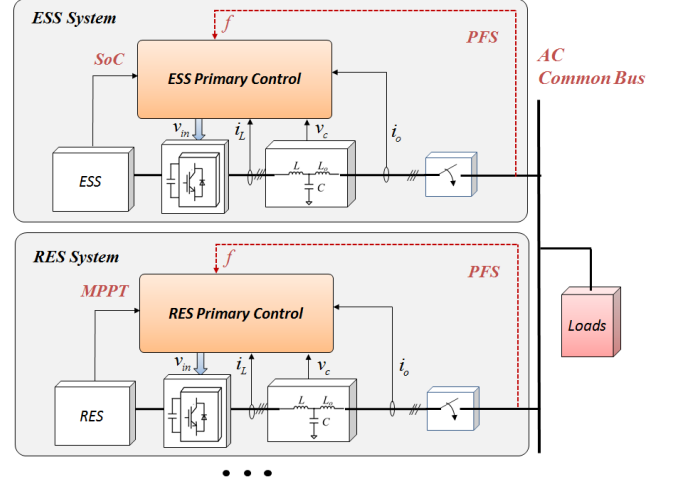 ESS System
f
PFS
SoC
ESS Primary Control
AC
Common Bus
v_in
i_L
v_c
i_o
ESS
L
L_o
C
RES System
f
PFS
MPPT
RES Primary Control
Loads
v_in
i_L
v_c
i_o
RES
L
L_o
C